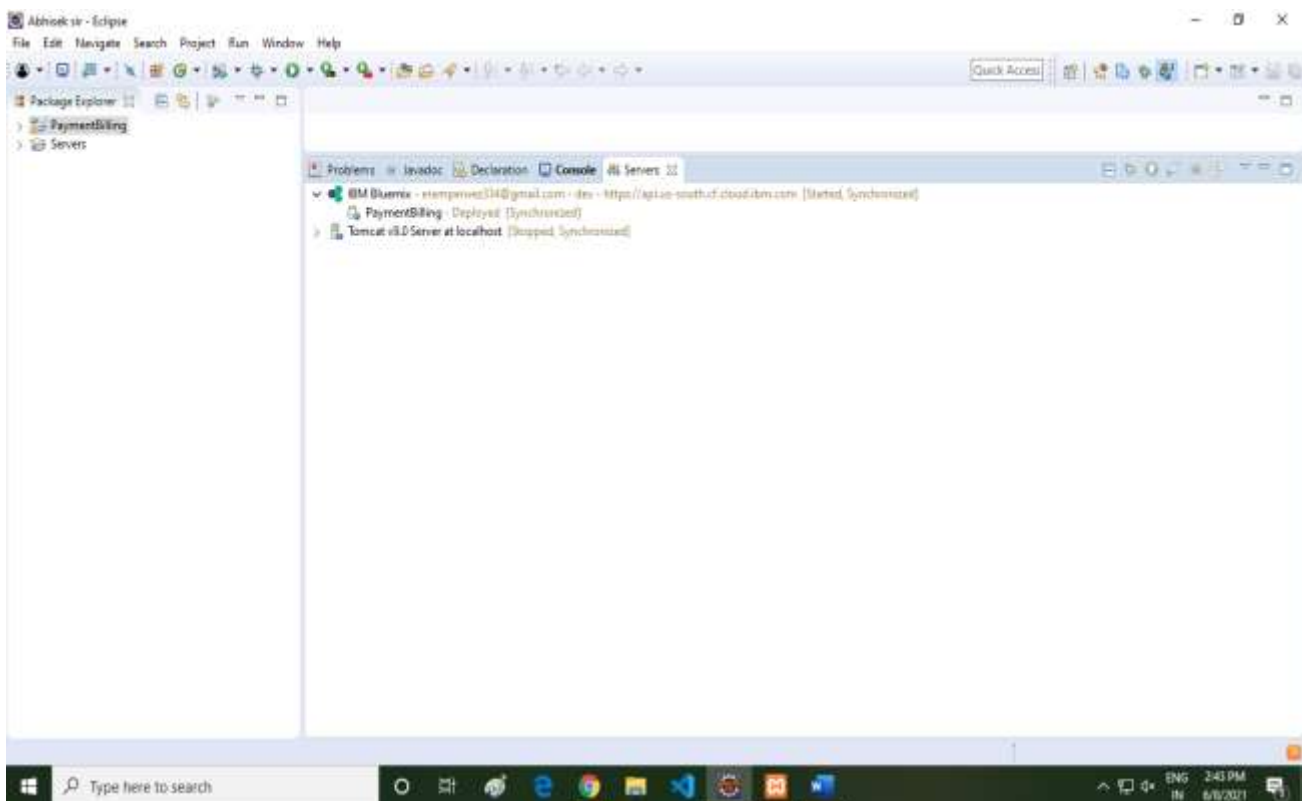 Abhisek sir - Eclipse
File Edit Navigate Search Project Run Window Help
Quick Access
Package Explorer
PaymentBilling
Servers
Problems Javadoc Declaration Console Servers
IBM Bluemix - dev - [Started, Synchronized]
PaymentBilling - Deployed [Synchronized]
Tomcat v8.0 Server at localhost [Stopped, Synchronized]
Type here to search
ENG 2:43 PM
IN